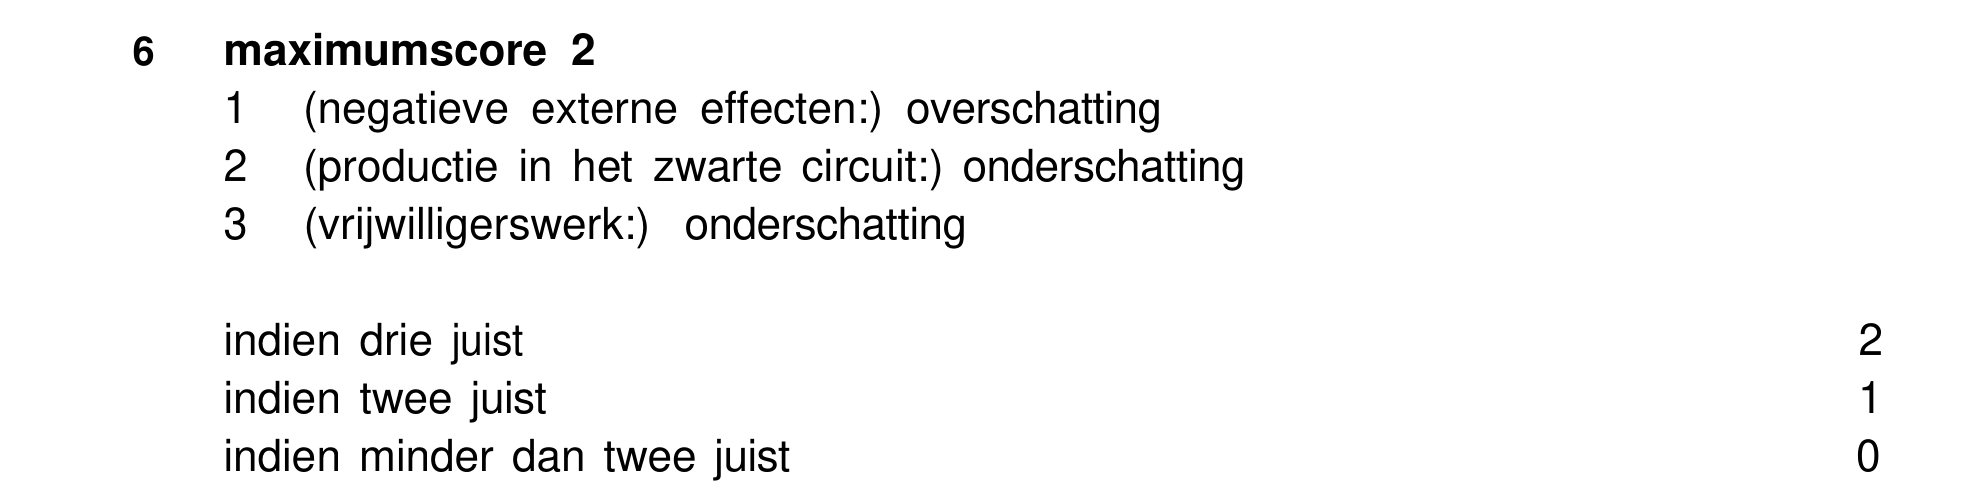 6 maximumscore 2
1 (negatieve externe effecten:) overschatting
2 (productie in het zwarte circuit:) onderschatting
3 (vrijwilligerswerk:) onderschatting
indien drie juist 2
indien twee juist 1
indien minder dan twee juist 0